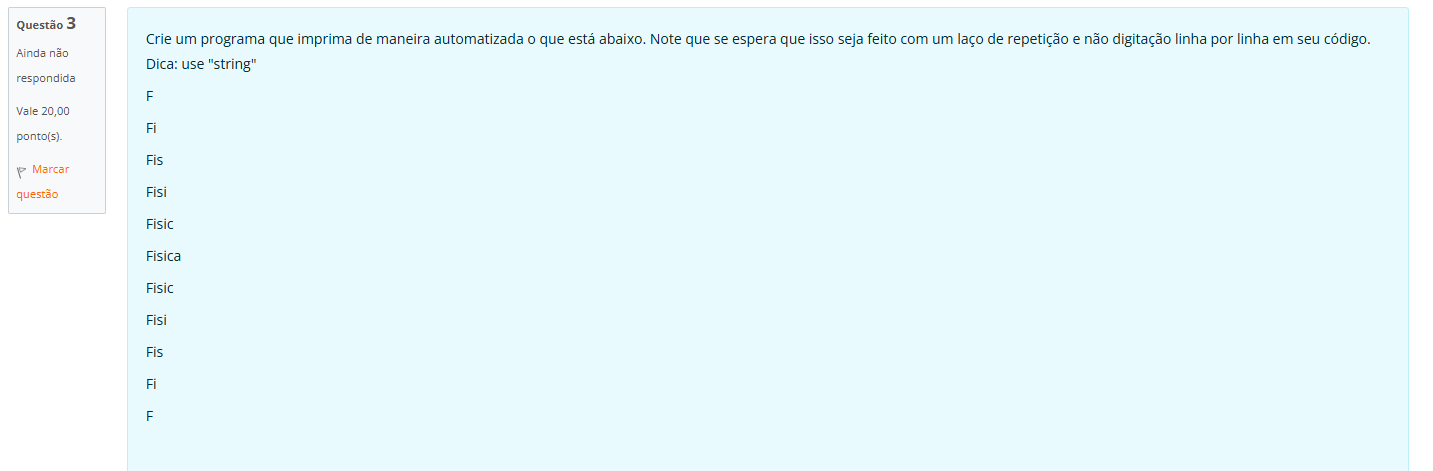 Questão 3
Ainda não
respondida
Vale 20,00
ponto(s).
Marcar
questão
Crie um programa que imprima de maneira automatizada o que está abaixo. Note que se espera que isso seja feito com um laço de repetição e não digitação linha por linha em seu código.
Dica: use "string"
F
Fi
Fis
Fisi
Fisic
Fisica
Fisic
Fisi
Fis
Fi
F